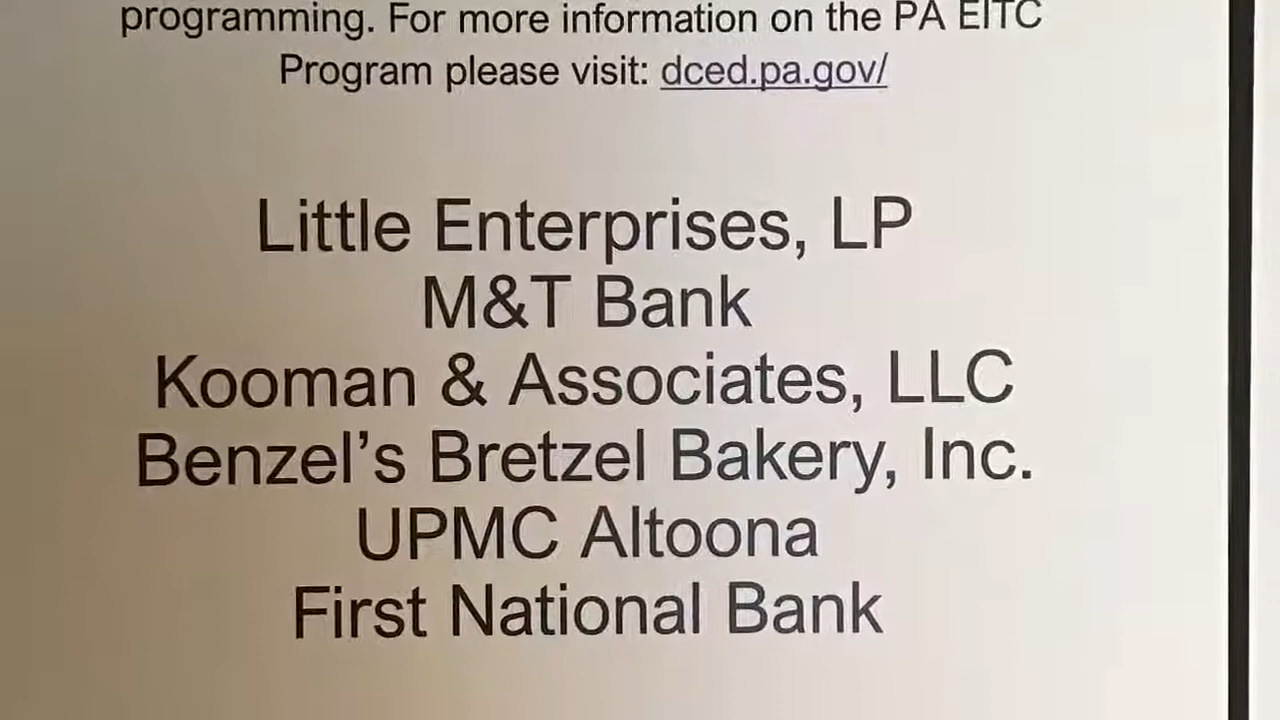 programming. For more information on the PA EITC
Program please visit: dced.pa.gov/
Little Enterprises, LP
M&T Bank
Kooman & Associates, LLC
Benzel’s Bretzel Bakery, Inc.
UPMC Altoona
First National Bank